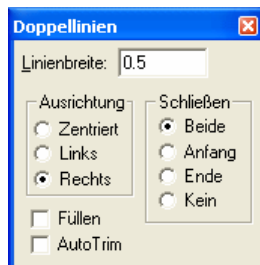 Doppellinien
Linienbreite: 0.5
Ausrichtung
Zentriert
Links
Rechts
Schließen
Beide
Anfang
Ende
Kein
Füllen
AutoTrim